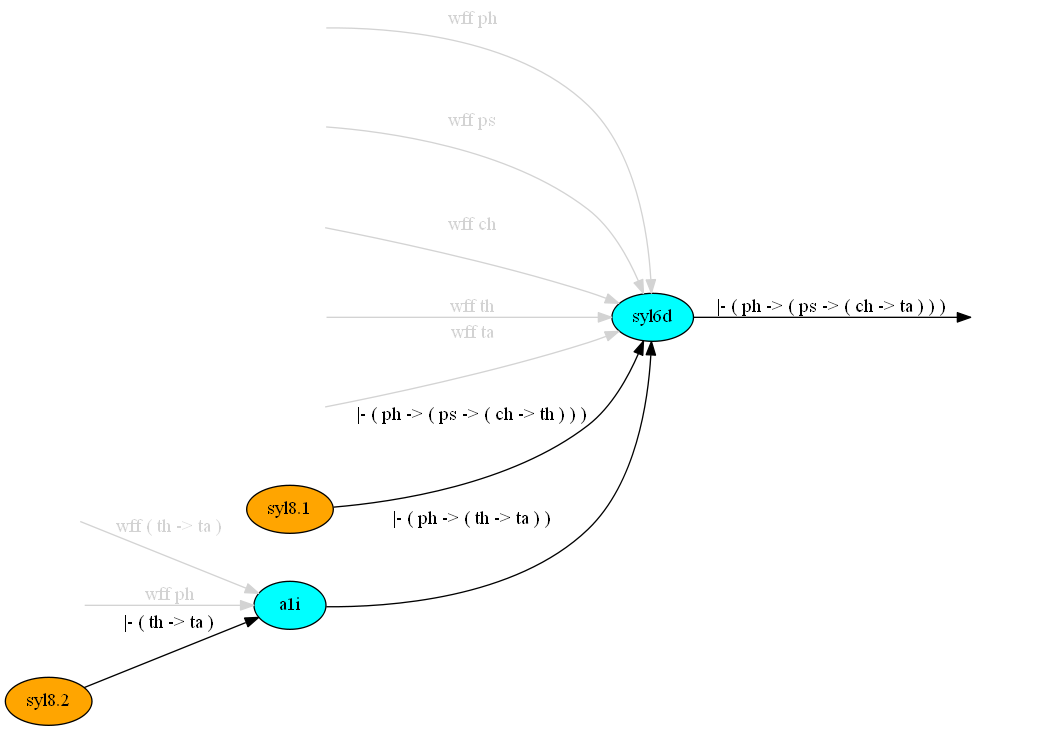 wff ph
wff ps
wff ch
wff th
syl6d
|- ( ph -> ( ps -> ( ch -> ta ) ) )
wff ta
|- ( ph -> ( ps -> ( ch -> th ) ) )
syl8.1
|- ( ph -> ( th -> ta ) )
wff ( th -> ta )
wff ph
a1i
|- ( th -> ta )
syl8.2